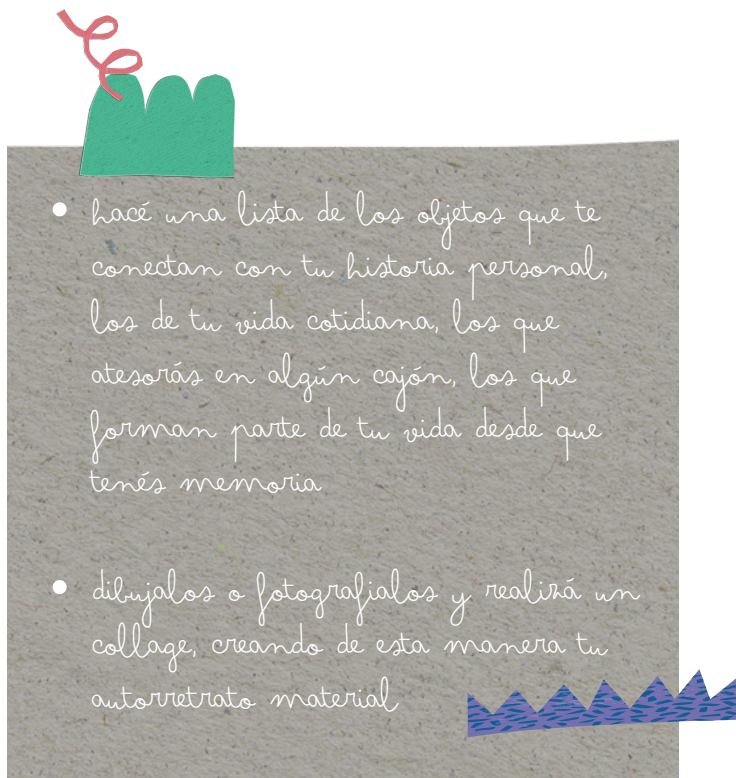 hacé una lista de los objetos que te
conectan con tu historia personal,
los de tu vida cotidiana, los que
atesorás en algún cajón, los que
forman parte de tu vida desde que
tenés memoria
dibujalos o fotografialos y realizá un
collage, creando de esta manera tu
autorretrato material